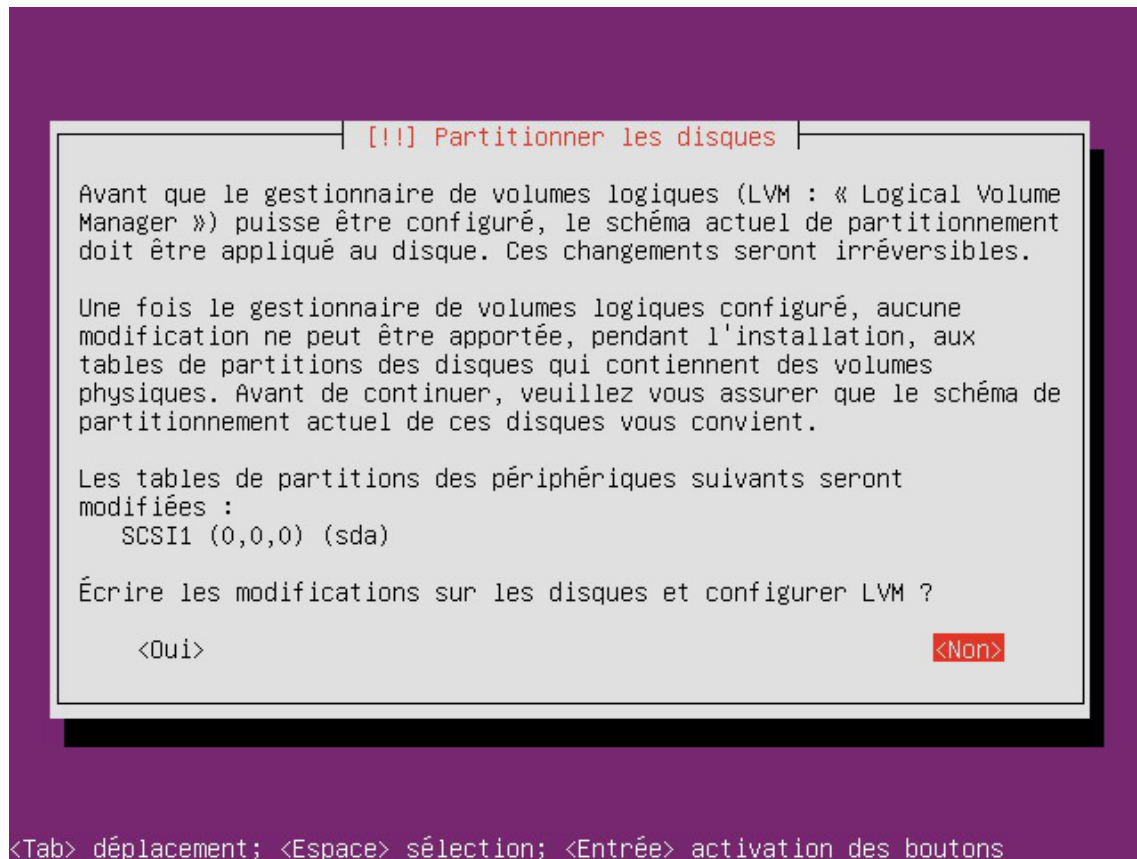 [!!] Partitionner les disques
Avant que le gestionnaire de volumes logiques (LVM : « Logical Volume
Manager ») puisse être configuré, le schéma actuel de partitionnement
doit être appliqué au disque. Ces changements seront irréversibles.
Une fois le gestionnaire de volumes logiques configuré, aucune
modification ne peut être apportée, pendant l'installation, aux
tables de partitions des disques qui contiennent des volumes
physiques. Avant de continuer, veuillez vous assurer que le schéma de
partitionnement actuel de ces disques vous convient.
Les tables de partitions des périphériques suivants seront
modifiées :
SCSI1 (0,0,0) (sda)
Écrire les modifications sur les disques et configurer LVM ?
<Oui> <Non>
<Tab> déplacement; <Espace> sélection; <Entrée> activation des boutons